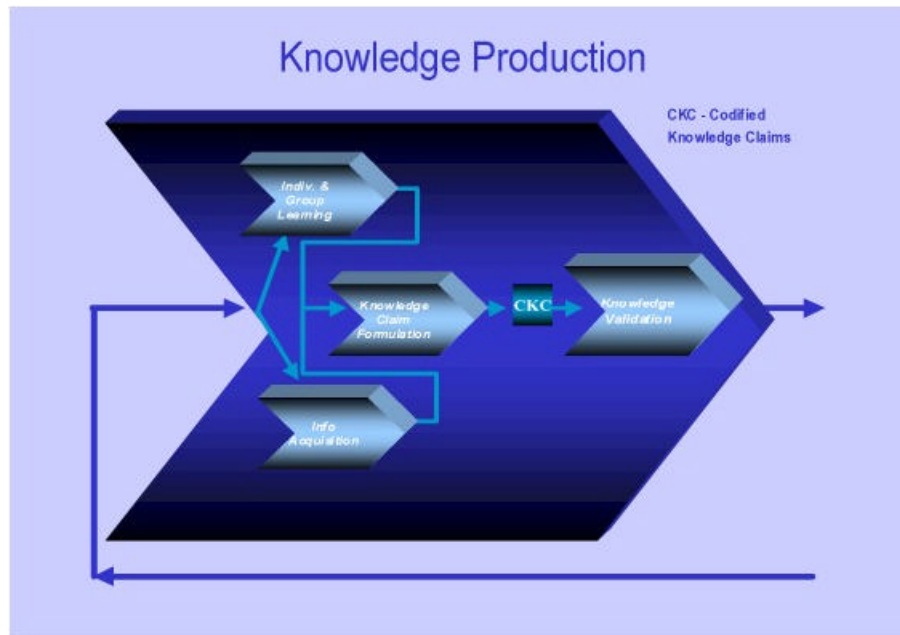 Knowledge Production
CKC - Codified
Knowledge Claims
Indiv. &
Group
Learning
Knowledge
Claim
Formulation
CKC
Knowledge
Validation
Info
Acquisition